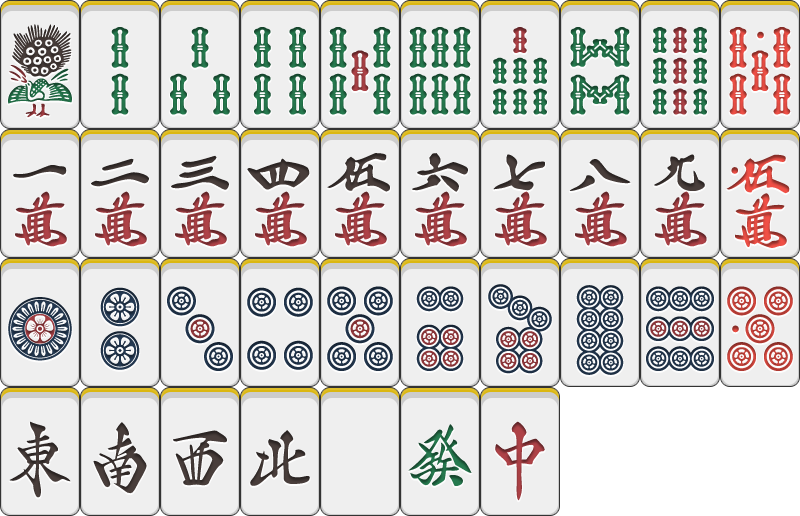 一 二 三 四 伍 六 七 八 九 伍
萬 萬 萬 萬 萬 萬 萬 萬 萬 萬
東 南 西 北 發 中